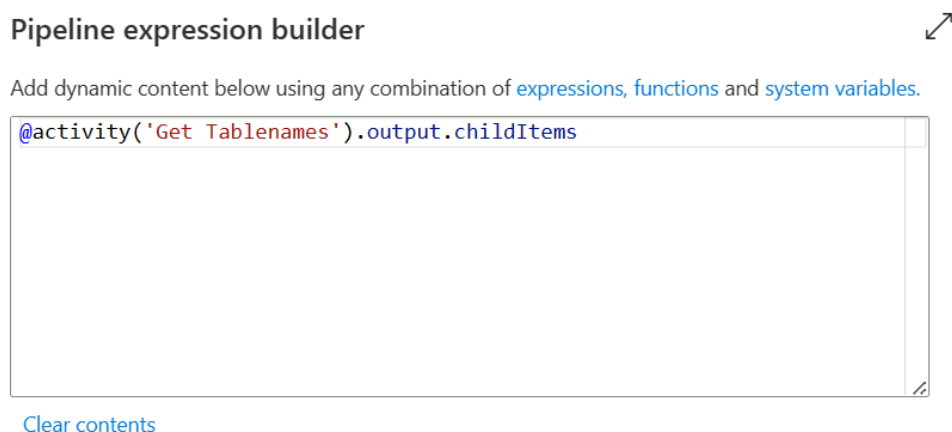 Pipeline expression builder
Add dynamic content below using any combination of expressions, functions and system variables.
@activity('Get Tablenames').output.childItems
Clear contents